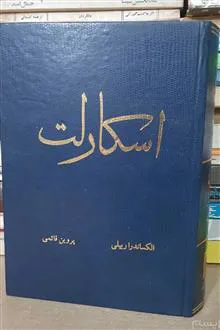 اسکارلت
الکساندرا ریپلی
پروین قائمی